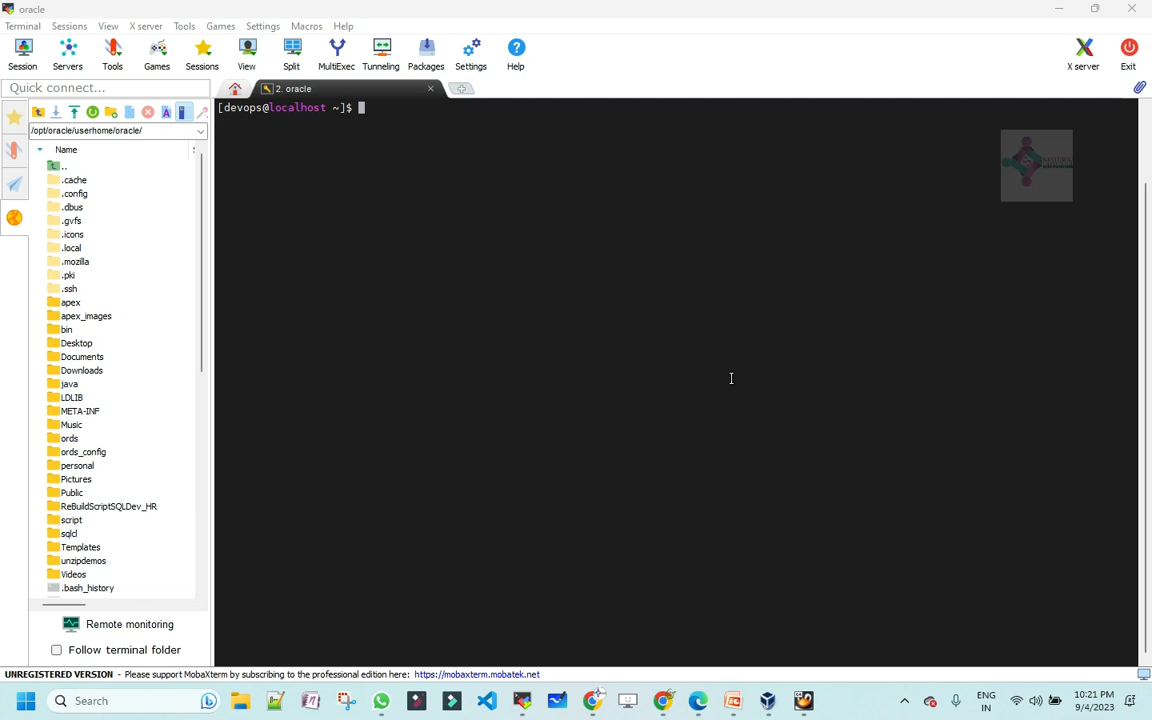 oracle
Terminal Sessions View X server Tools Games Settings Macros Help
Session Servers Tools Games Sessions View Split MultiExec Tunneling Packages Settings Help X server Exit
Quick connect...
2. oracle
/opt/oracle/userhome/oracle/
[devops@localhost ~]$
Name
..
.cache
.config
.dbus
.gvfs
.icons
.local
.mozilla
.pki
.ssh
apex
apex_images
bin
Desktop
Documents
Downloads
java
LDLIB
META-INF
Music
ords
ords_config
personal
Pictures
Public
ReBuildScriptSQLDev_HR
script
sqlcl
Templates
unzipdemos
Videos
.bash_history
Remote monitoring
Follow terminal folder
UNREGISTERED VERSION - Please support MobaXterm by subscribing to the professional edition here: https://mobaxterm.mobatek.net
Search
ENG
IN
10:21 PM
9/4/2023